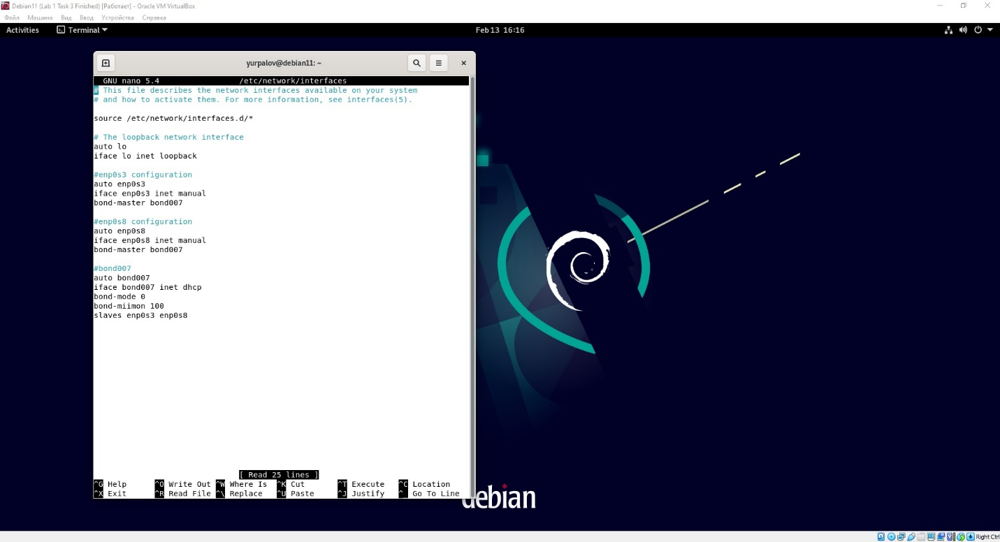 Debian11 (Lab 1 Task 3 Finished) [Работает] - Oracle VM VirtualBox
Файл Машина Вид Ввод Устройства Справка
Activities Terminal Feb 13 16:16
yurpalov@debian11: ~
GNU nano 5.4 /etc/network/interfaces
# This file describes the network interfaces available on your system
# and how to activate them. For more information, see interfaces(5).
source /etc/network/interfaces.d/*
# The loopback network interface
auto lo
iface lo inet loopback
#enp0s3 configuration
auto enp0s3
iface enp0s3 inet manual
bond-master bond007
#enp0s8 configuration
auto enp0s8
iface enp0s8 inet manual
bond-master bond007
#bond007
auto bond007
iface bond007 inet dhcp
bond-mode 0
bond-miimon 100
slaves enp0s3 enp0s8
[ Read 25 lines ]
^G Help ^O Write Out ^W Where Is ^K Cut ^T Execute ^C Location
^X Exit ^R Read File ^\ Replace ^U Paste ^J Justify ^_ Go To Line
debian
Right Ctrl